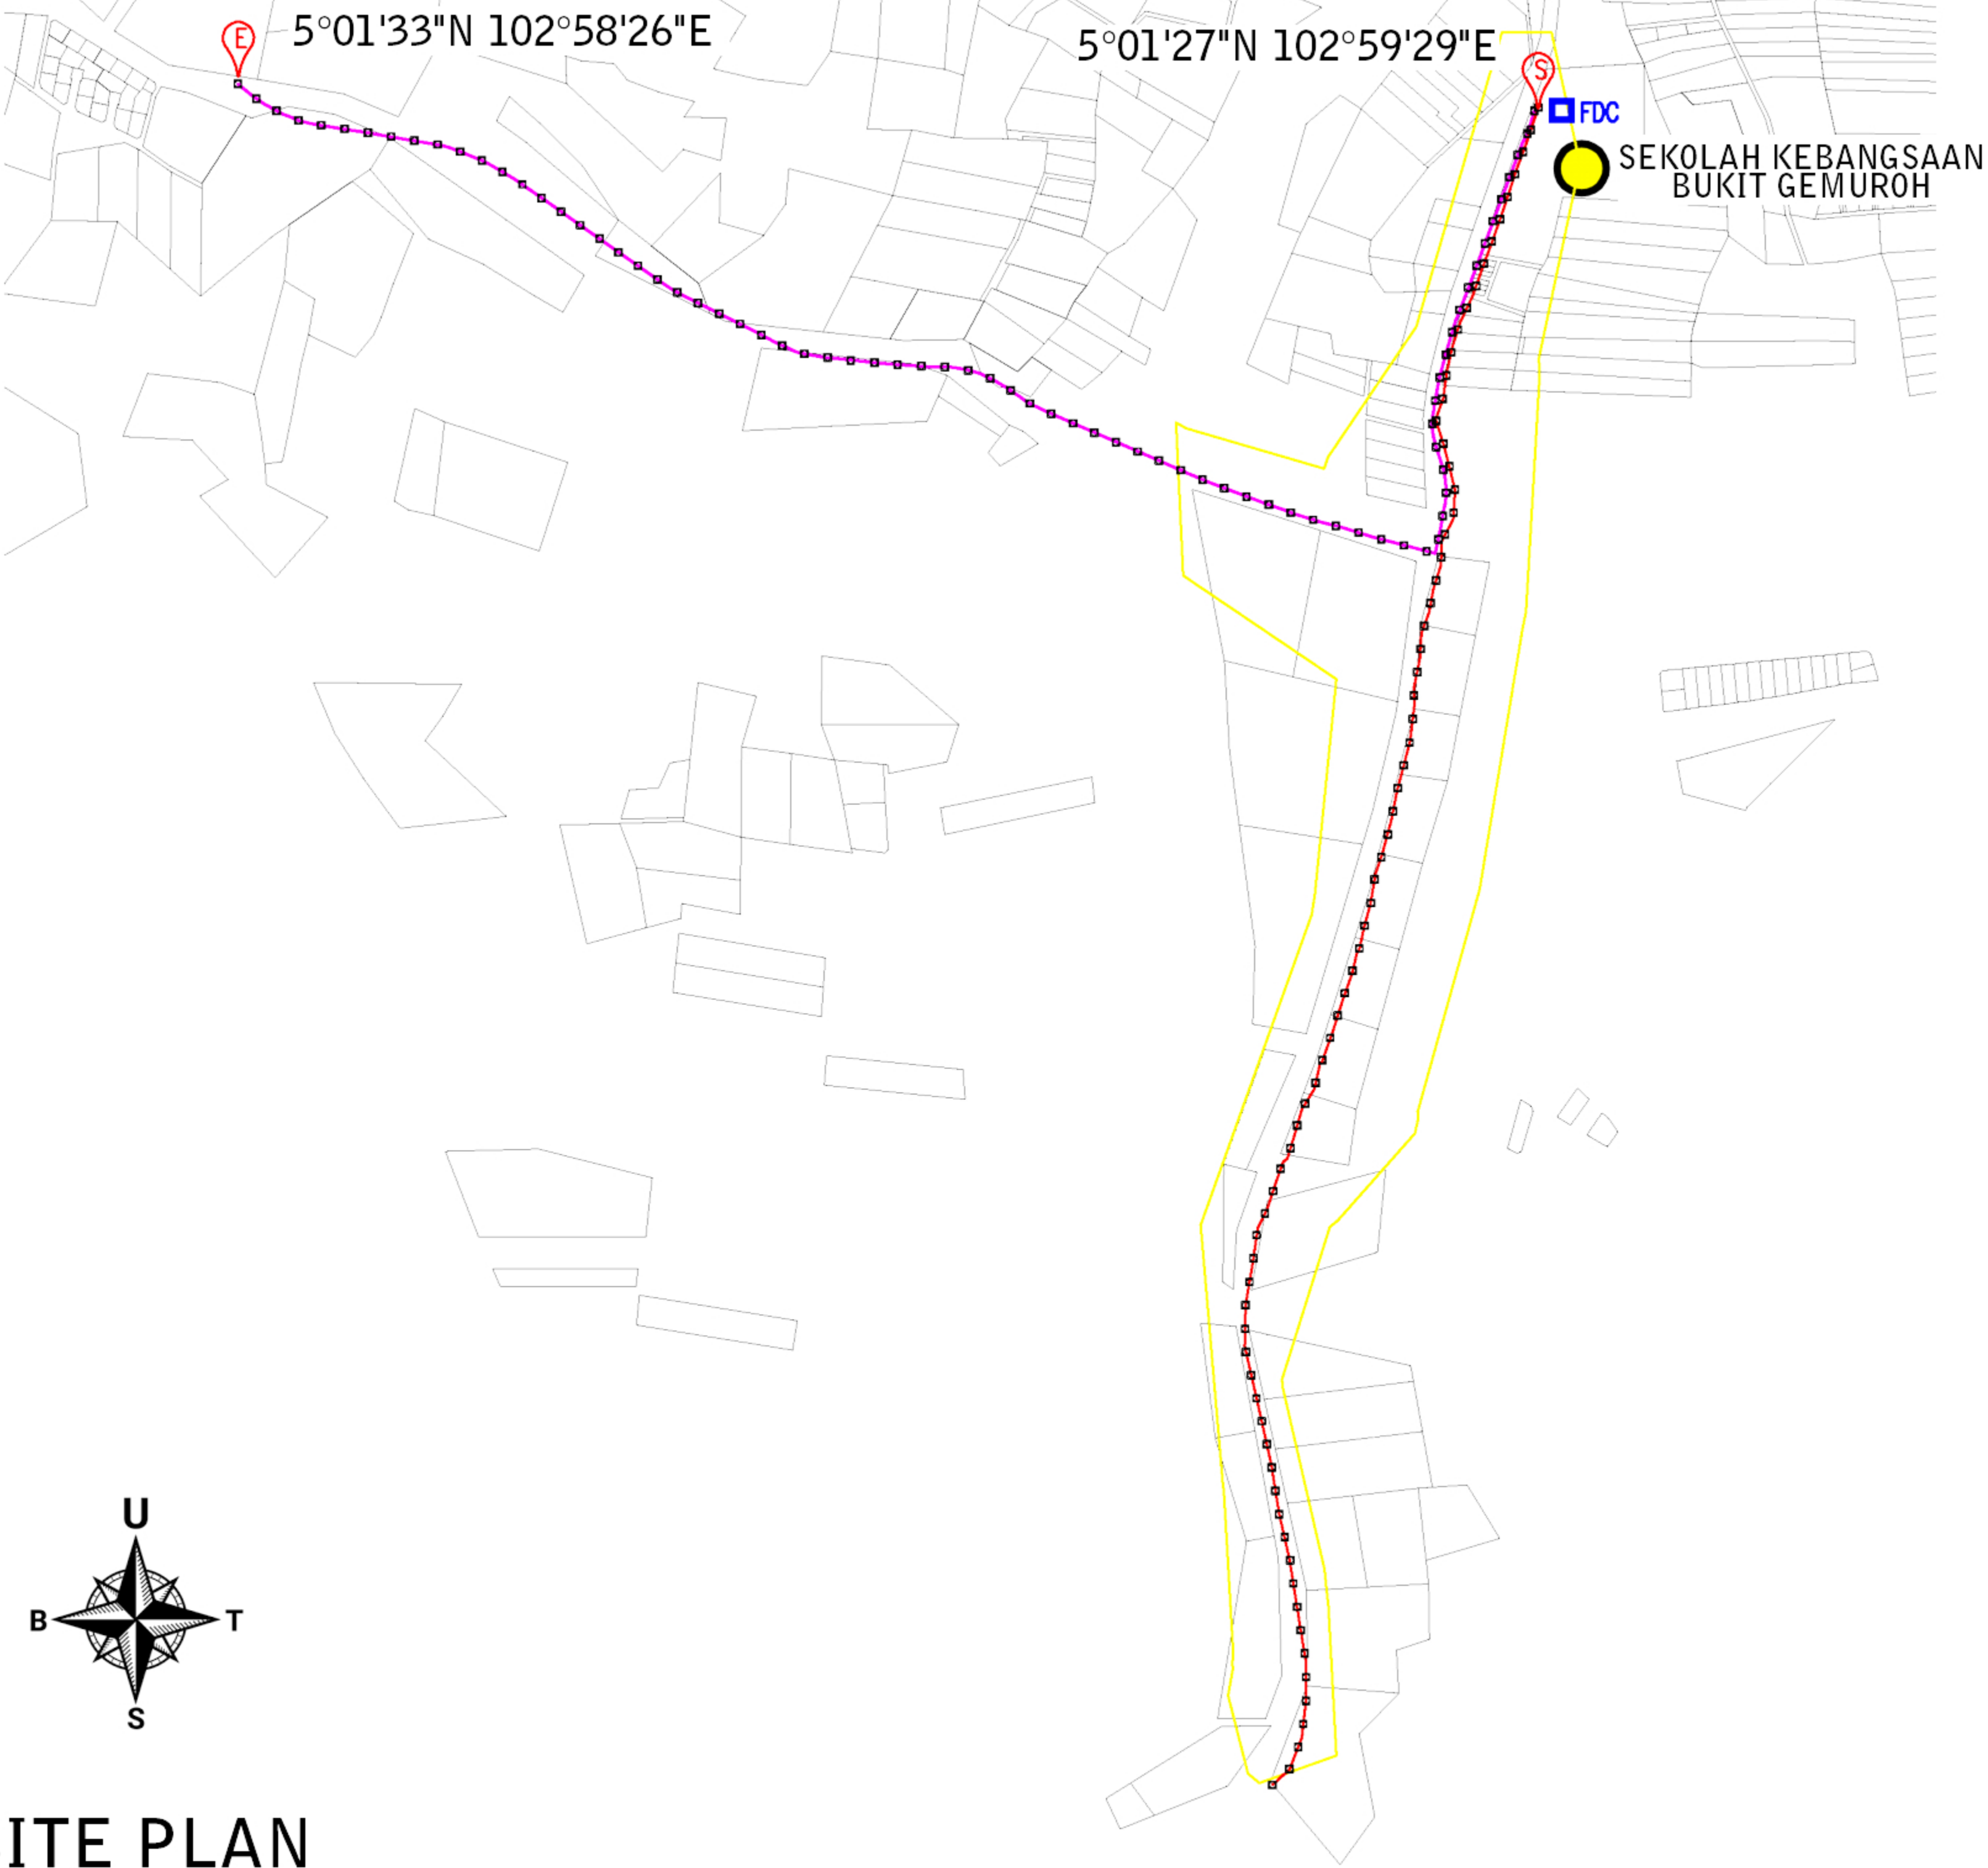 E
5°01'33"N 102°58'26"E
5°01'27"N 102°59'29"E
S
FDC
SEKOLAH KEBANGSAAN
BUKIT GEMUROH
U
B
T
S
ITE PLAN